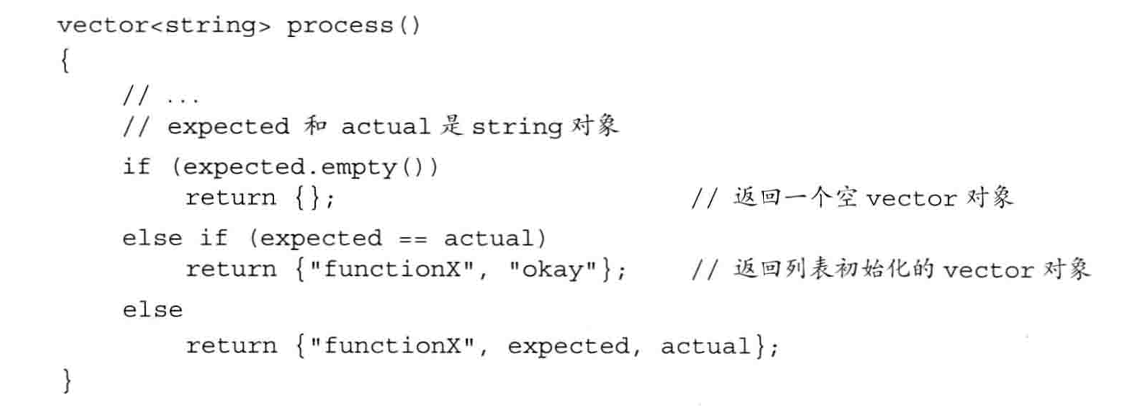 vector<string> process()
{
// ...
// expected 和 actual 是 string 对象
if (expected.empty())
return {};                    // 返回一个空 vector 对象
else if (expected == actual)
return {"functionX", "okay"};    // 返回列表初始化的 vector 对象
else
return {"functionX", expected, actual};
}